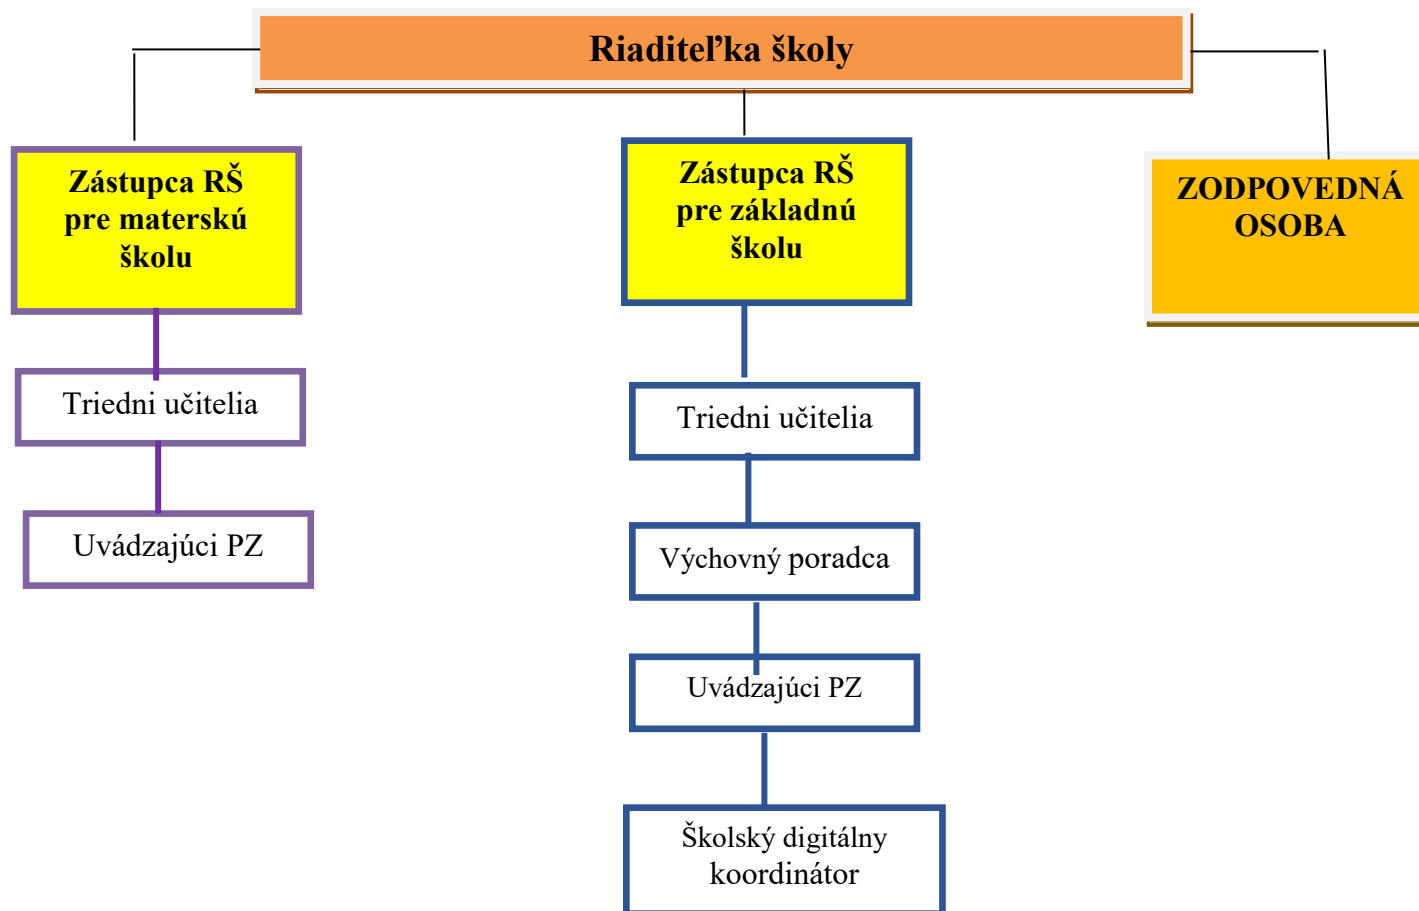 Riaditeľka školy
Zástupca RŠ
pre materskú
školu
Zástupca RŠ
pre základnú
školu
ZODPOVEDNÁ
OSOBA
Triedni učitelia
Triedni učitelia
Uvádzajúci PZ
Výchovný poradca
Uvádzajúci PZ
Školský digitálny
koordinátor